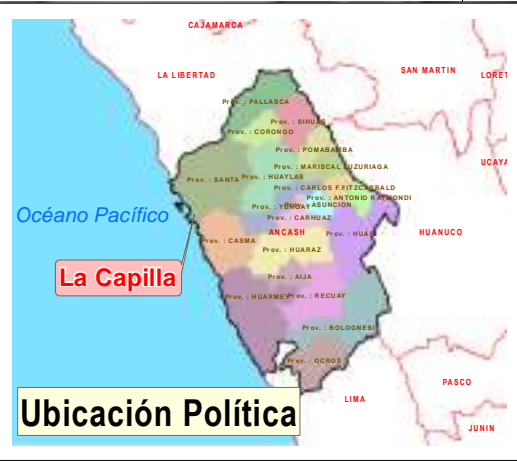 CAJAMARCA
LA LIBERTAD
SAN MARTIN
LORET
Prov. : PALLASCA
Prov. : SIHUAS
Prov. : CORONGO
Prov. : POMABAMBA
UCAYA
Prov. : MARISCAL LUZURIAGA
Prov. : SANTA
Prov. : HUAYLAS
Prov. : CARLOS F.FITZCARRALD
Prov. : ANTONIO RAYMONDI
Prov. : YUNGAY
Prov. : ASUNCION
Océano Pacífico
Prov. : CARHUAZ
ANCASH
Prov. : HUARI
HUANUCO
Prov. : CASMA
Prov. : HUARAZ
La Capilla
Prov. : AIJA
Prov. : HUARMEY
Prov. : RECUAY
Prov. : BOLOGNESI
Prov. : OCROS
PASCO
LIMA
Ubicación Política
JUNIN